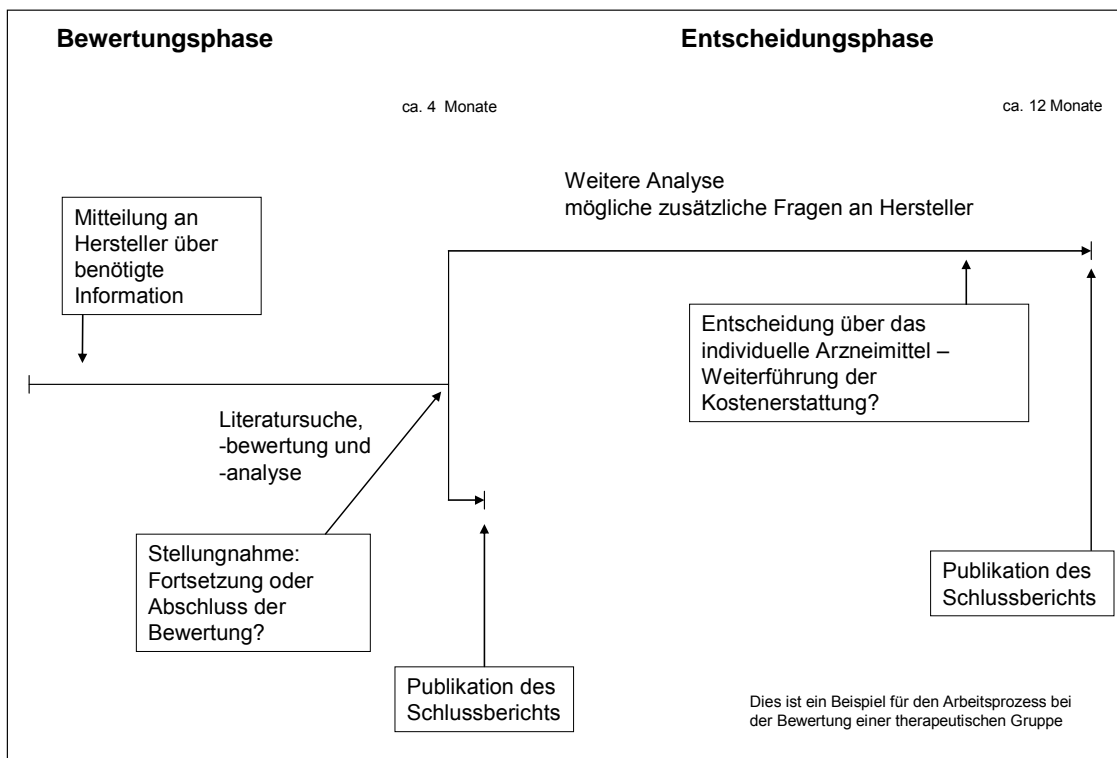 Bewertungsphase
Entscheidungsphase
ca. 4 Monate
ca. 12 Monate
Weitere Analyse
mögliche zusätzliche Fragen an Hersteller
Mitteilung an
Hersteller über
benötigte
Information
Entscheidung über das
individuelle Arzneimittel –
Weiterführung der
Kostenerstattung?
Literatursuche,
-bewertung und
-analyse
Stellungnahme:
Fortsetzung oder
Abschluss der
Bewertung?
Publikation des
Schlussberichts
Publikation des
Schlussberichts
Dies ist ein Beispiel für den Arbeitsprozess bei
der Bewertung einer therapeutischen Gruppe